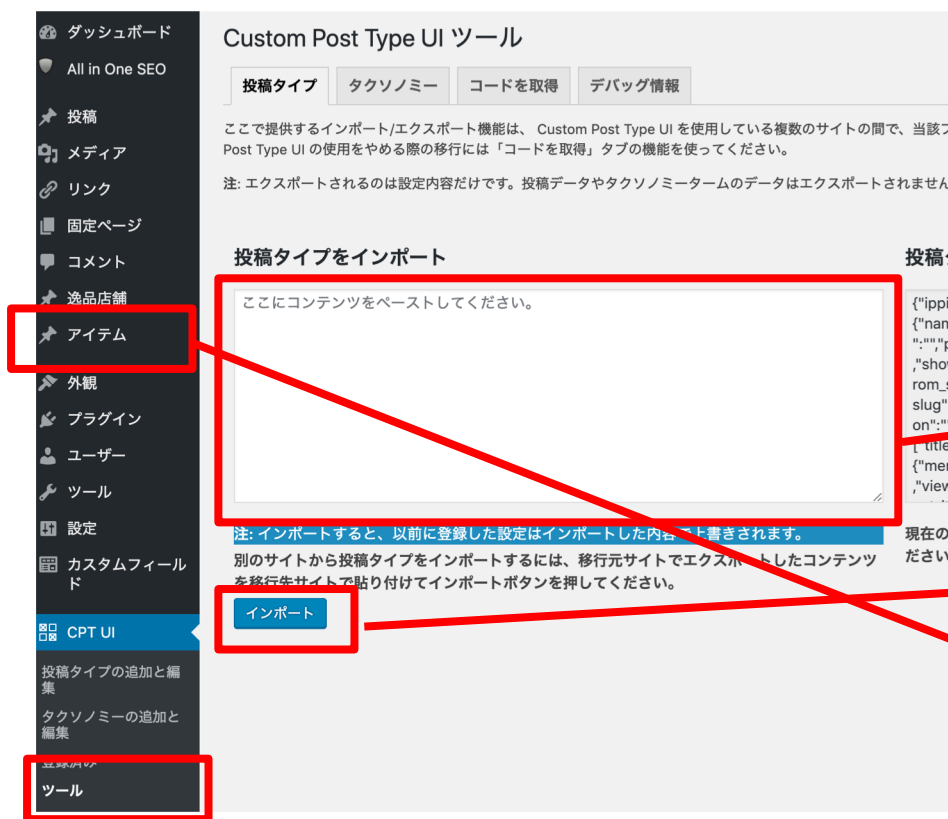 ダッシュボード
All in One SEO
投稿
メディア
リンク
固定ページ
コメント
逸品店舗
アイテム
外観
プラグイン
ユーザー
ツール
設定
カスタムフィール
ド
CPT UI
投稿タイプの追加と編
集
タクソノミーの追加と
編集
登録済み
ツール
Custom Post Type UI ツール
投稿タイプ タクソノミー コードを取得 デバッグ情報
ここで提供するインポート/エクスポート機能は、 Custom Post Type UI を使用している複数のサイトの間で、当該
Post Type UI の使用をやめる際の移行には「コードを取得」タブの機能を使ってください。
注: エクスポートされるのは設定内容だけです。投稿データやタクソノミータームのデータはエクスポートされません
投稿タイプをインポート
ここにコンテンツをペーストしてください。
注: インポートすると、以前に登録した設定はインポートした内容で上書きされます。
別のサイトから投稿タイプをインポートするには、移行元サイトでエクスポートしたコンテンツ
を移行先サイトで貼り付けてインポートボタンを押してください。
インポート
投稿
{"ippi
{"nam
":"","p
,"show
rom_s
slug"
on":""
["title
{"men
,"view
現在の
ださい